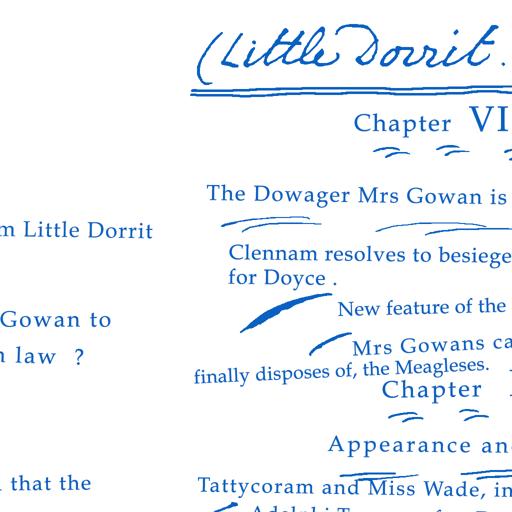 (Little Dorrit.
Chapter VI
The Dowager Mrs Gowan is
m Little Dorrit
Clennam resolves to besiege
for Doyce .
New feature of the
Gowan to
Mrs Gowans ca
n law ?
finally disposes of, the Meagleses.
Chapter
Appearance an
that the
Tattycoram and Miss Wade, in